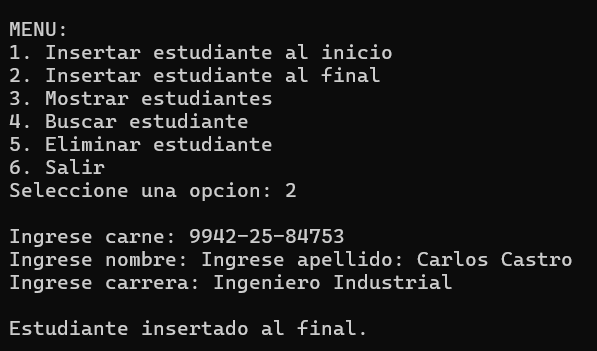 MENU:
1. Insertar estudiante al inicio
2. Insertar estudiante al final
3. Mostrar estudiantes
4. Buscar estudiante
5. Eliminar estudiante
6. Salir
Seleccione una opcion: 2
Ingrese carne: 9942-25-84753
Ingrese nombre: Ingrese apellido: Carlos Castro
Ingrese carrera: Ingeniero Industrial
Estudiante insertado al final.